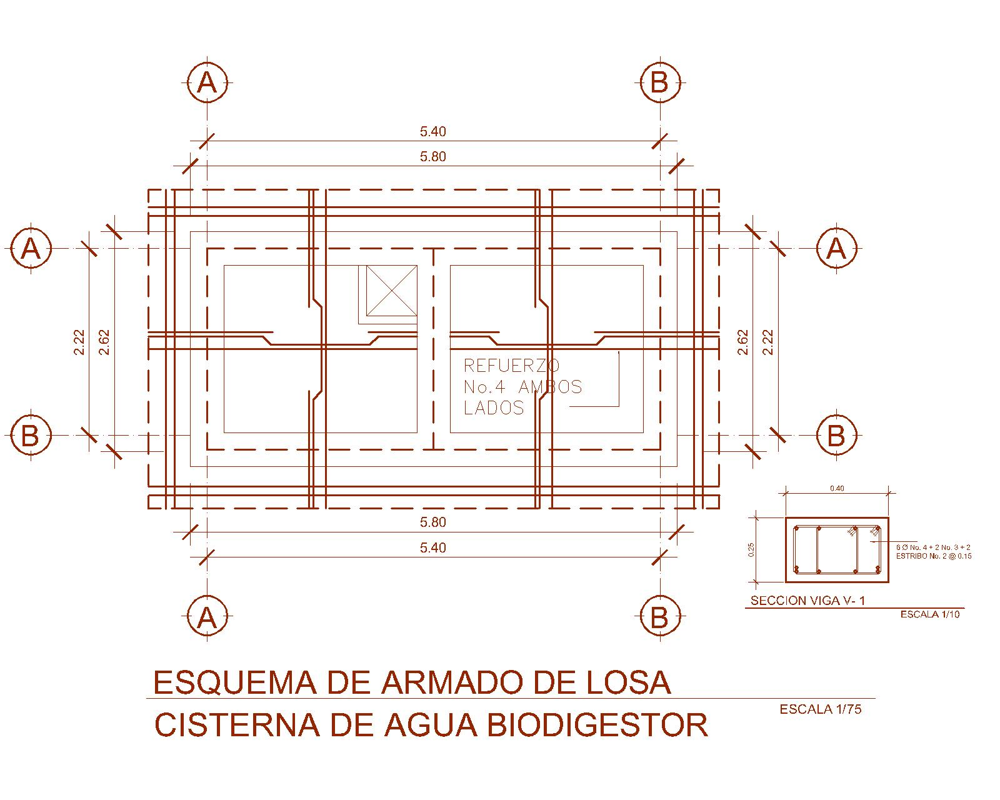 A
B
5.40
5.80
A
A
2.22
2.62
2.62
2.22
REFUERZO
No.4 AMBOS
LADOS
B
B
5.80
5.40
0.40
0.25
6 Ø No. 4 + 2 No. 3 + 2
ESTRIBO No. 2 @ 0.15
SECCION VIGA V- 1
ESCALA 1/10
A
B
ESQUEMA DE ARMADO DE LOSA
ESCALA 1/75
CISTERNA DE AGUA BIODIGESTOR